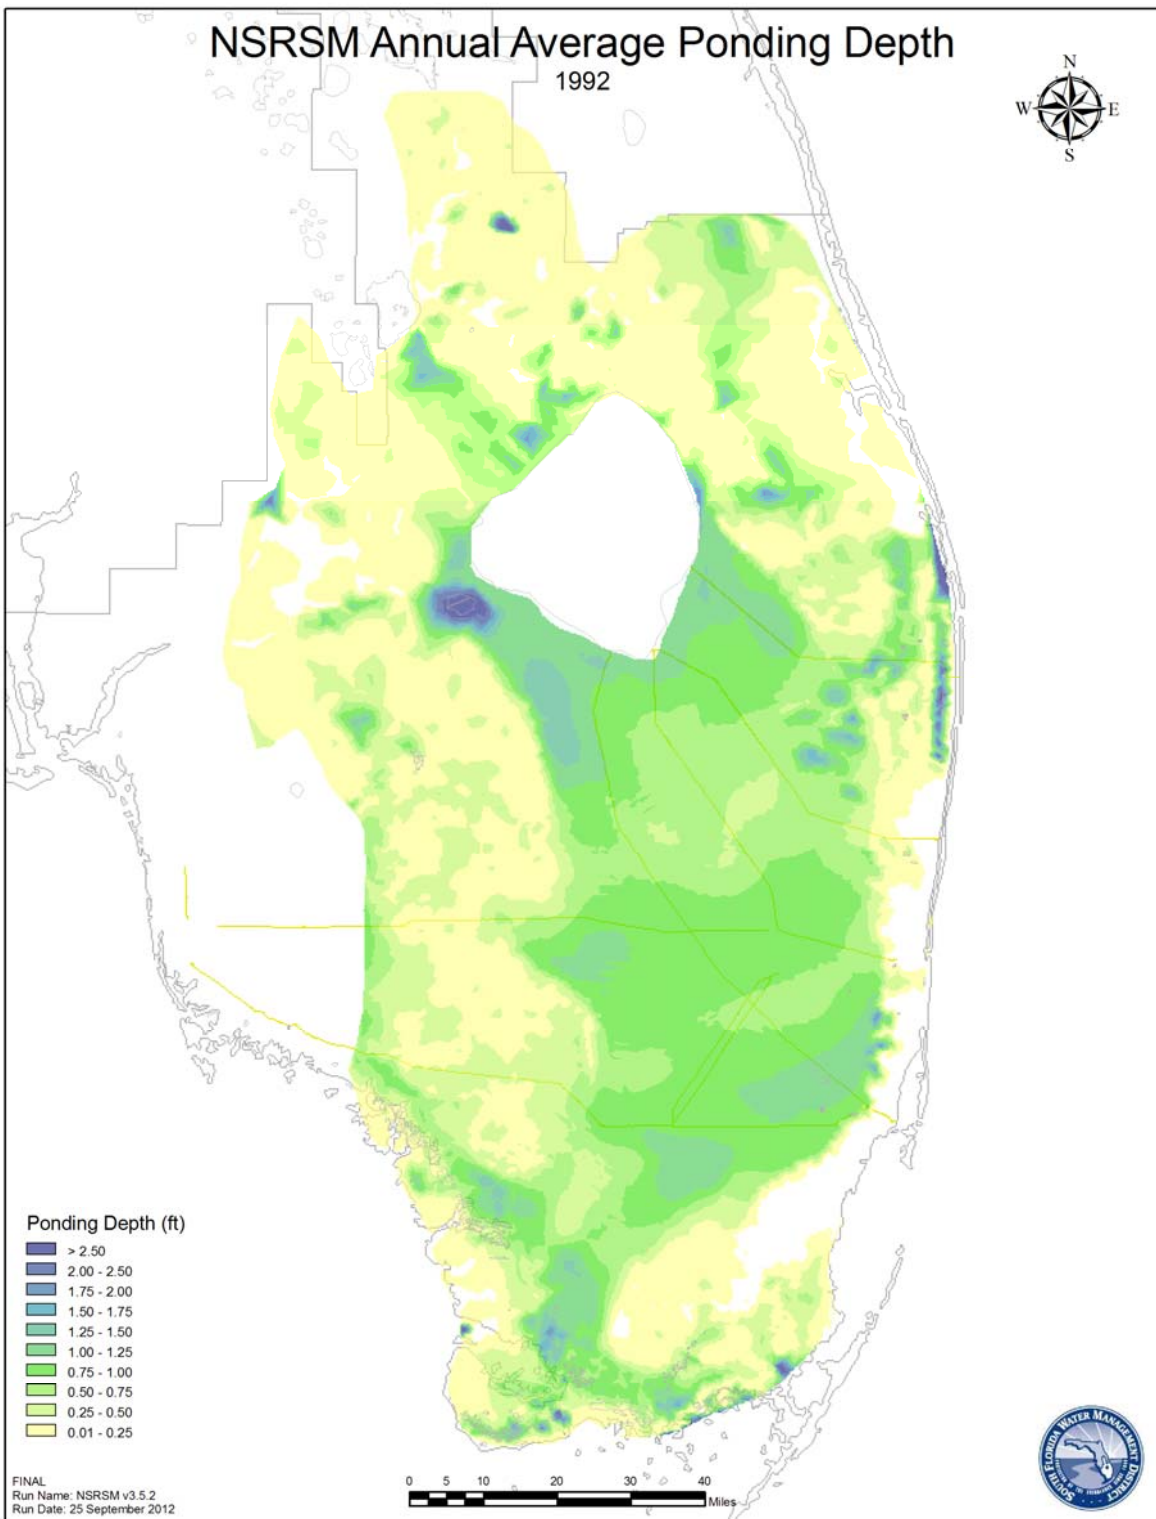 NSRSM Annual Average Ponding Depth
1992
N
W E
S
Ponding Depth (ft)
> 2.50
2.00 - 2.50
1.75 - 2.00
1.50 - 1.75
1.25 - 1.50
1.00 - 1.25
0.75 - 1.00
0.50 - 0.75
0.25 - 0.50
0.01 - 0.25
FINAL
Run Name: NSRSM v3.5.2
Run Date: 25 September 2012
0 5 10 20 30 40
Miles
SOUTH FLORIDA WATER MANAGEMENT DISTRICT